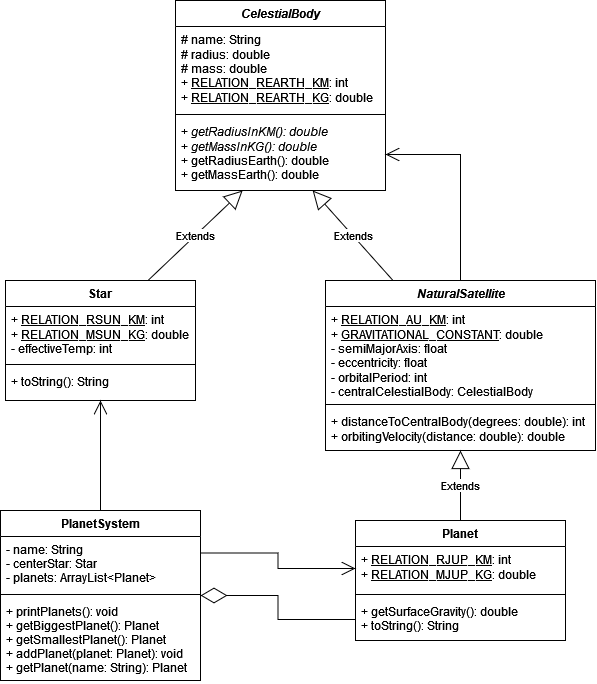 CelestialBody
# name: String
# radius: double
# mass: double
+ RELATION_REARTH_KM: int
+ RELATION_REARTH_KG: double
+ getRadiusInKM(): double
+ getMassInKG(): double
+ getRadiusEarth(): double
+ getMassEarth(): double
Extends
Extends
Star
+ RELATION_RSUN_KM: int
+ RELATION_MSUN_KG: double
- effectiveTemp: int
+ toString(): String
NaturalSatellite
+ RELATION_AU_KM: int
+ GRAVITATIONAL_CONSTANT: double
- semiMajorAxis: float
- eccentricity: float
- orbitalPeriod: int
- centralCelestialBody: CelestialBody
+ distanceToCentralBody(degrees: double): int
+ orbitingVelocity(distance: double): double
Extends
PlanetSystem
- name: String
- centerStar: Star
- planets: ArrayList<Planet>
+ printPlanets(): void
+ getBiggestPlanet(): Planet
+ getSmallestPlanet(): Planet
+ addPlanet(planet: Planet): void
+ getPlanet(name: String): Planet
Planet
+ RELATION_RJUP_KM: int
+ RELATION_MJUP_KG: double
+ getSurfaceGravity(): double
+ toString(): String